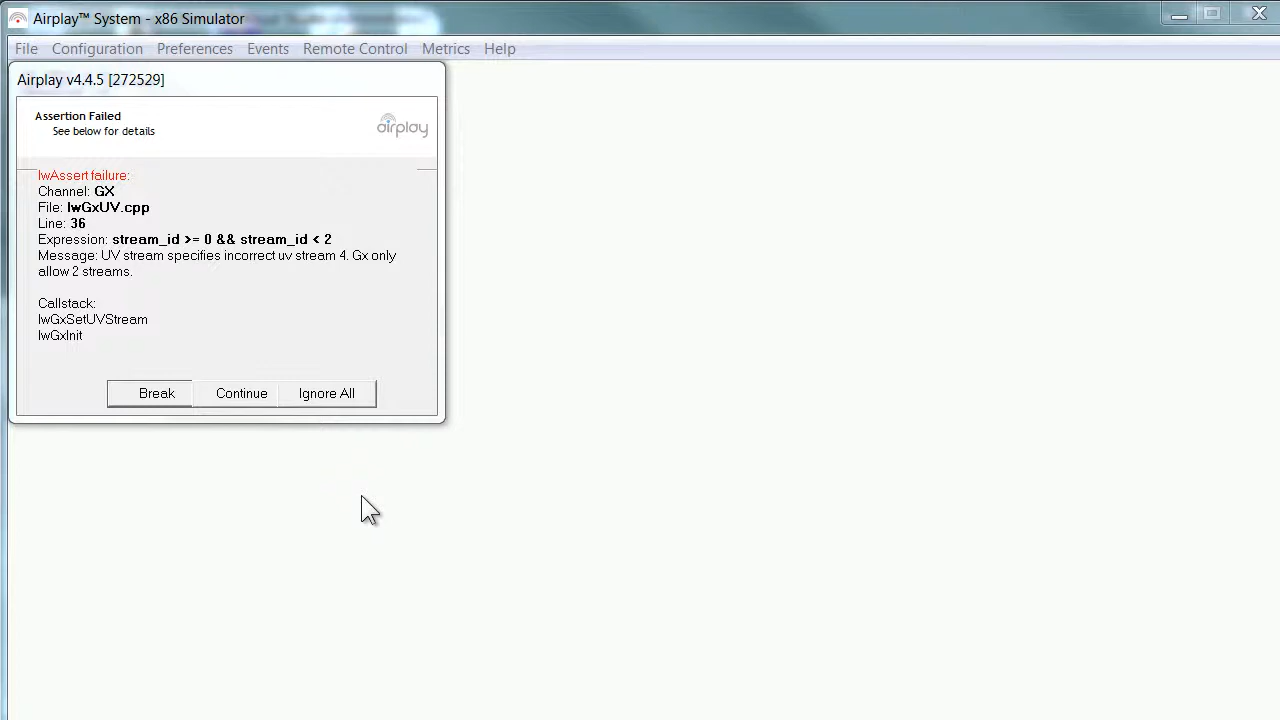 Airplay™ System - x86 Simulator
File Configuration Preferences Events Remote Control Metrics Help
Airplay v4.4.5 [272529]
Assertion Failed
See below for details
airplay
IwAssert failure:
Channel: GX
File: IwGxUV.cpp
Line: 36
Expression: stream_id >= 0 && stream_id < 2
Message: UV stream specifies incorrect uv stream 4. Gx only
allow 2 streams.
Callstack:
IwGxSetUVStream
IwGxInit
Break Continue Ignore All